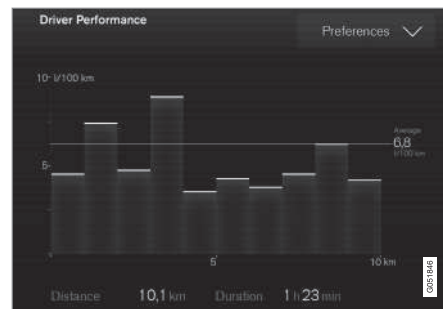 Driver Performance
Preferences
10 l/100 km
Average
6,8
l/100 km
5
5
10 km
Distance 10,1 km Duration 1 h 23 min
G051846